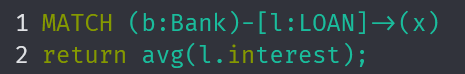 1 MATCH (b:Bank)-[l:LOAN]->(x)
2 return avg(l.interest);